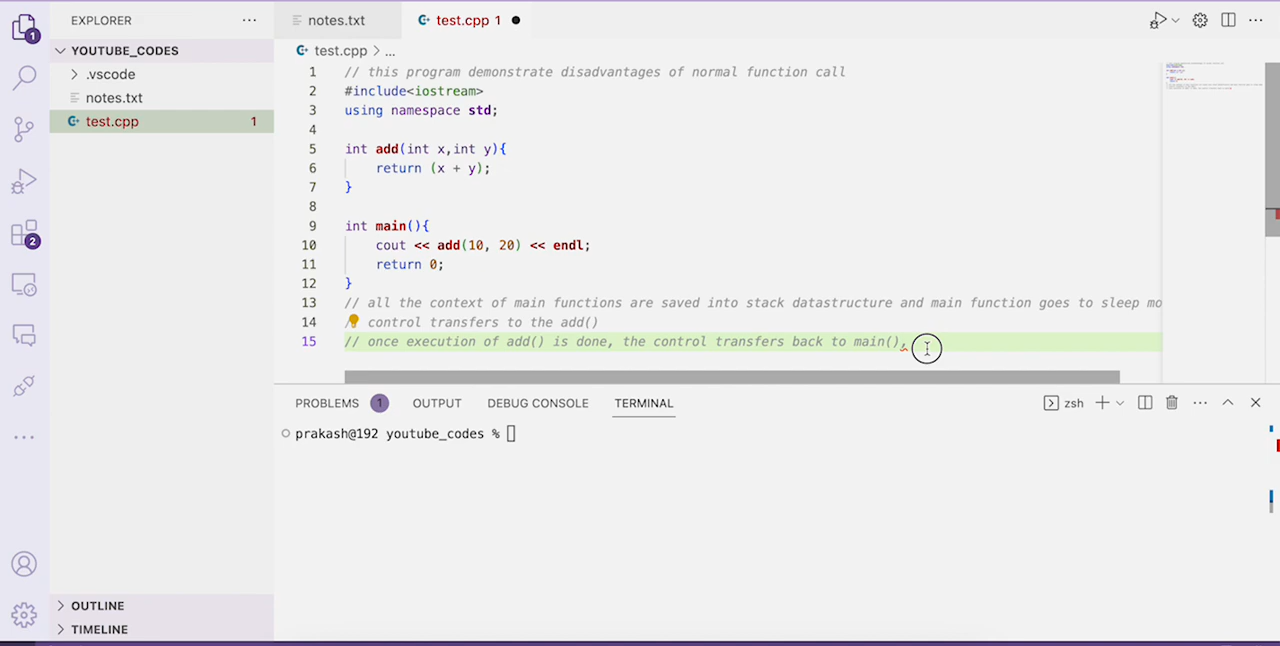 EXPLORER
notes.txt
test.cpp 1
1
YOUTUBE_CODES
.vscode
notes.txt
test.cpp 1
2
OUTLINE
TIMELINE
test.cpp > ...
1 // this program demonstrate disadvantages of normal function call
2 #include<iostream>
3 using namespace std;
4
5 int add(int x,int y){
6 return (x + y);
7 }
8
9 int main(){
10 cout << add(10, 20) << endl;
11 return 0;
12 }
13 // all the context of main functions are saved into stack datastructure and main function goes to sleep mo
14 / control transfers to the add()
15 // once execution of add() is done, the control transfers back to main(),
PROBLEMS 1 OUTPUT DEBUG CONSOLE TERMINAL
zsh
prakash@192 youtube_codes %